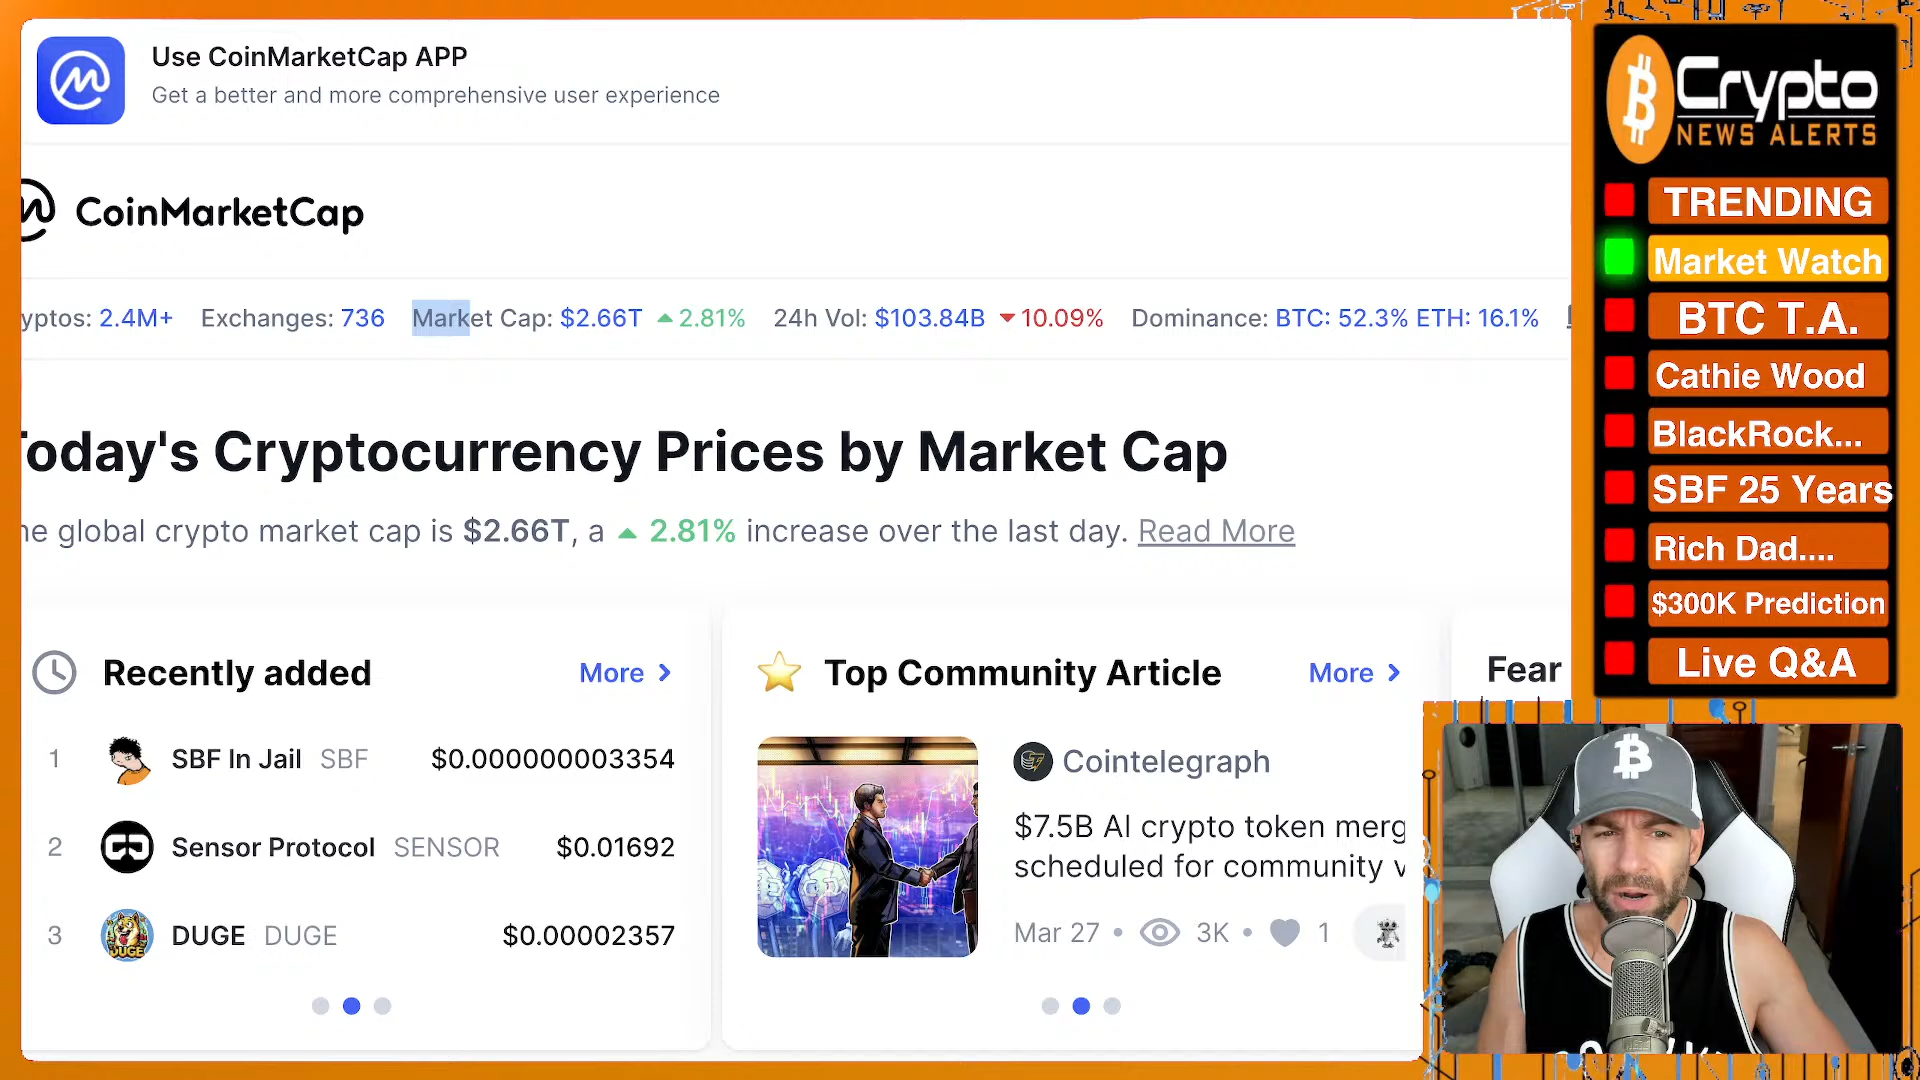 Use CoinMarketCap APP
Get a better and more comprehensive user experience
CoinMarketCap
yptos: 2.4M+ Exchanges: 736 Market Cap: $2.66T 2.81% 24h Vol: $103.84B 10.09% Dominance: BTC: 52.3% ETH: 16.1%
Today's Cryptocurrency Prices by Market Cap
he global crypto market cap is $2.66T, a 2.81% increase over the last day. Read More
Recently added More
1 SBF In Jail SBF $0.000000003354
2 Sensor Protocol SENSOR $0.01692
3 DUGE DUGE $0.00002357
Top Community Article More
Cointelegraph
$7.5B AI crypto token merg
scheduled for community v
Mar 27 • 3K • 1
Fear
Crypto
NEWS ALERTS
TRENDING
Market Watch
BTC T.A.
Cathie Wood
BlackRock...
SBF 25 Years
Rich Dad....
$300K Prediction
Live Q&A